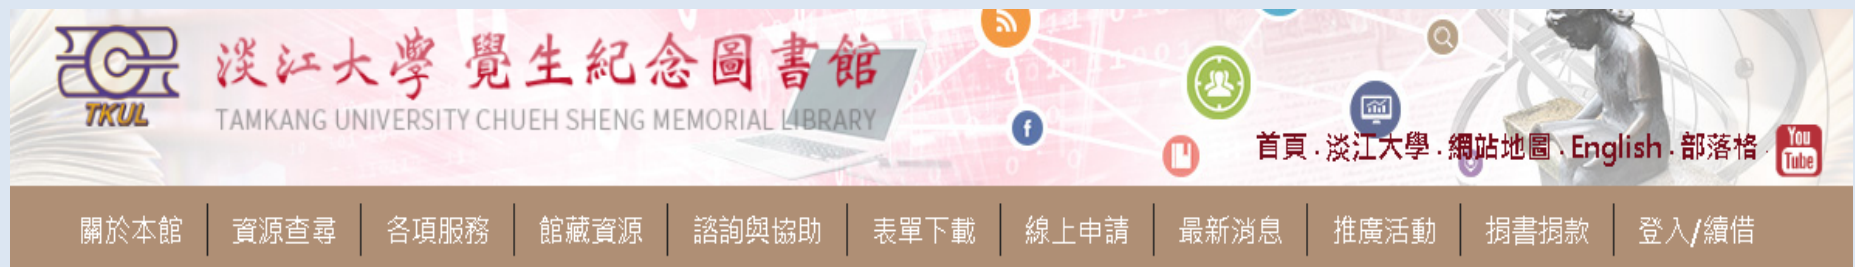 淡江大學 覺生紀念圖書館
TKUL
TAMKANG UNIVERSITY CHUEH SHENG MEMORIAL LIBRARY
f
首頁 . 淡江大學 . 網站地圖 . English . 部落格 . You Tube
關於本館 資源查尋 各項服務 館藏資源 諮詢與協助 表單下載 線上申請 最新消息 推廣活動 捐書捐款 登入/續借